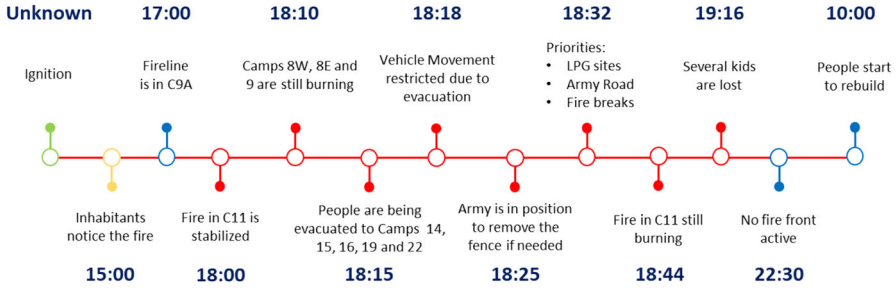 Unknown
17:00
18:10
18:18
18:32
19:16
10:00
Ignition
Fireline
is in C9A
Camps 8W, 8E and
9 are still burning
Vehicle Movement
restricted due to
evacuation
Priorities:
• LPG sites
• Army Road
• Fire breaks
Several kids
are lost
People start
to rebuild
Inhabitants
notice the fire
Fire in C11 is
stabilized
People are being
evacuated to Camps 14,
15, 16, 19 and 22
Army is in position
to remove the
fence if needed
Fire in C11 still
burning
No fire front
active
15:00
18:00
18:15
18:25
18:44
22:30